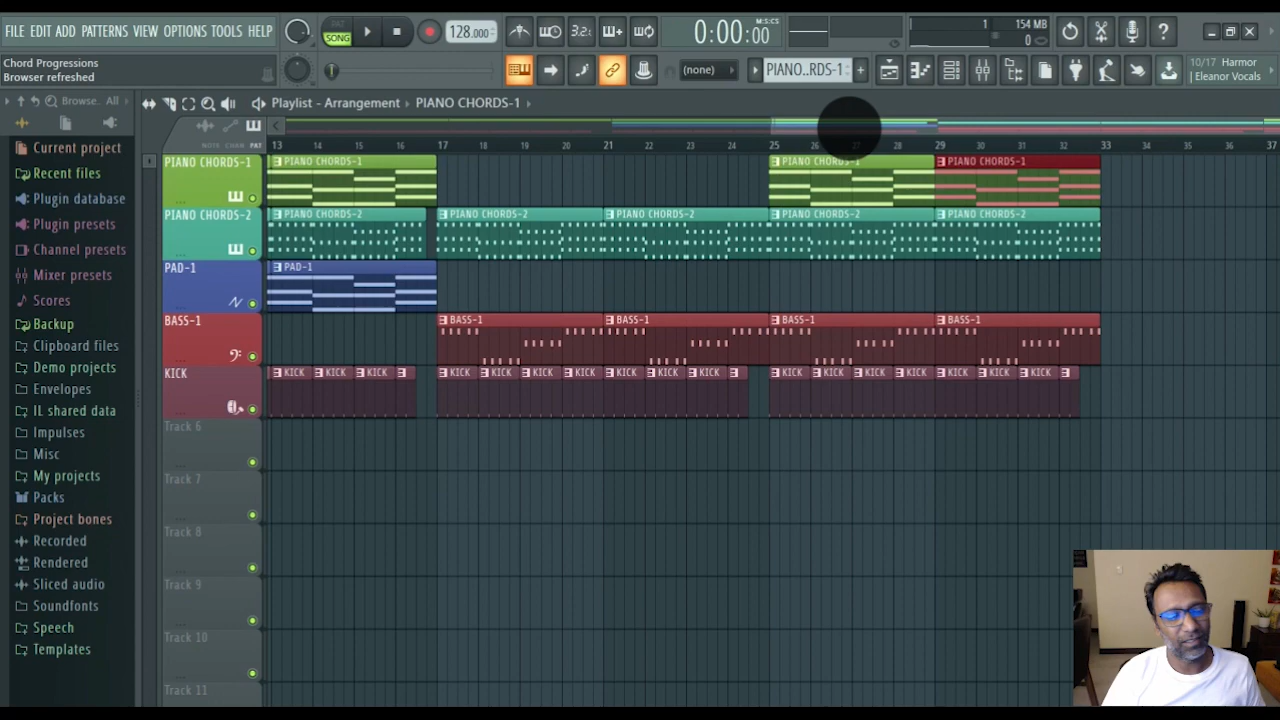 FILE EDIT ADD PATTERNS VIEW OPTIONS TOOLS HELP
PAT
SONG
128.000
3.2
0:00:00
M:S:CS
1
154 MB
0
Chord Progressions
Browser refreshed
(none)
PIANO..RDS-1
10/17 Harmor
Eleanor Vocals
Browse.. All
Playlist - Arrangement PIANO CHORDS-1
NOTE CHAN PAT
13 14 15 16 17 18 19 20 21 22 23 24 25 26 27 28 29 30 31 32 33 34 35 36 37
Current project
Recent files
Plugin database
Plugin presets
Channel presets
Mixer presets
Scores
Backup
Clipboard files
Demo projects
Envelopes
IL shared data
Impulses
Misc
My projects
Packs
Project bones
Recorded
Rendered
Sliced audio
Soundfonts
Speech
Templates
PIANO CHORDS-1 PIANO CHORDS-1 PIANO CHORDS-1 PIANO CHORDS-1
PIANO CHORDS-2 PIANO CHORDS-2 PIANO CHORDS-2 PIANO CHORDS-2 PIANO CHORDS-2 PIANO CHORDS-2
PAD-1 PAD-1
BASS-1 BASS-1 BASS-1 BASS-1 BASS-1
KICK KICK KICK KICK KICK KICK KICK KICK KICK KICK KICK KICK KICK KICK KICK KICK KICK KICK
Track 6
Track 7
Track 8
Track 9
Track 10
Track 11